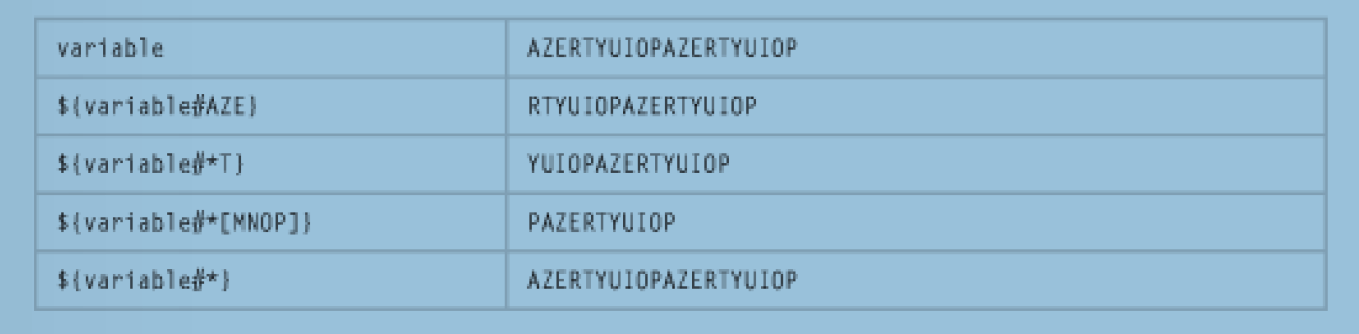 variable AZERTYUIOPAZERTYUIOP
${variable#AZE} RTYUIOPAZERTYUIOP
${variable#*T} YUIOPAZERTYUIOP
${variable#*[MNOP]} PAZERTYUIOP
${variable#*} AZERTYUIOPAZERTYUIOP